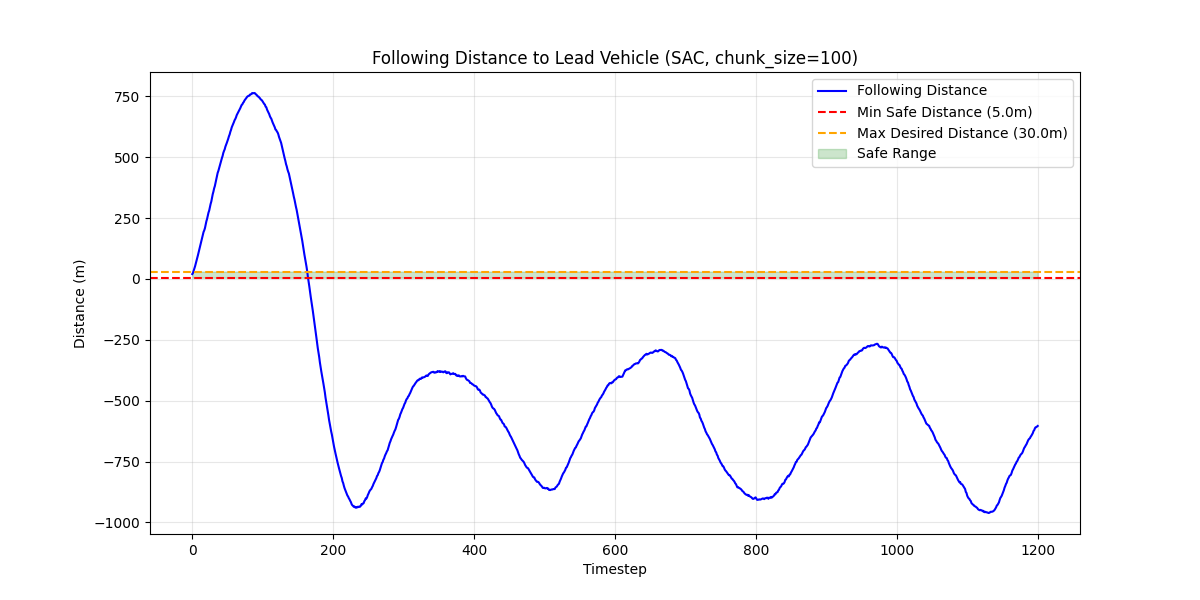 Following Distance to Lead Vehicle (SAC, chunk_size=100)
Following Distance
Min Safe Distance (5.0m)
Max Desired Distance (30.0m)
Safe Range
Distance (m)
750
500
250
0
−250
−500
−750
−1000
0 200 400 600 800 1000 1200
Timestep